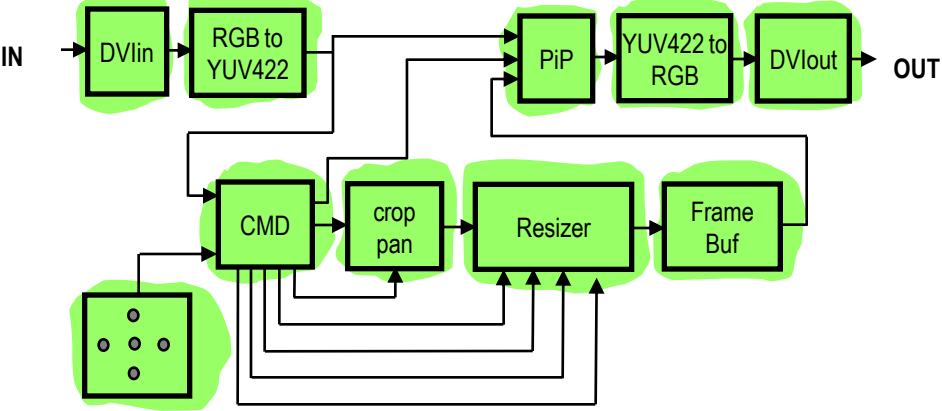 IN
DVIin
RGB to
YUV422
PiP
YUV422 to
RGB
DVIout
OUT
CMD
crop
pan
Resizer
Frame
Buf